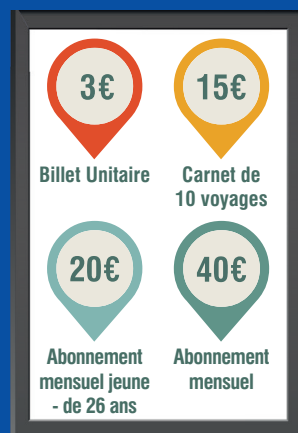 3€
Billet Unitaire
15€
Carnet de
10 voyages
20€
Abonnement
mensuel jeune
- de 26 ans
40€
Abonnement
mensuel